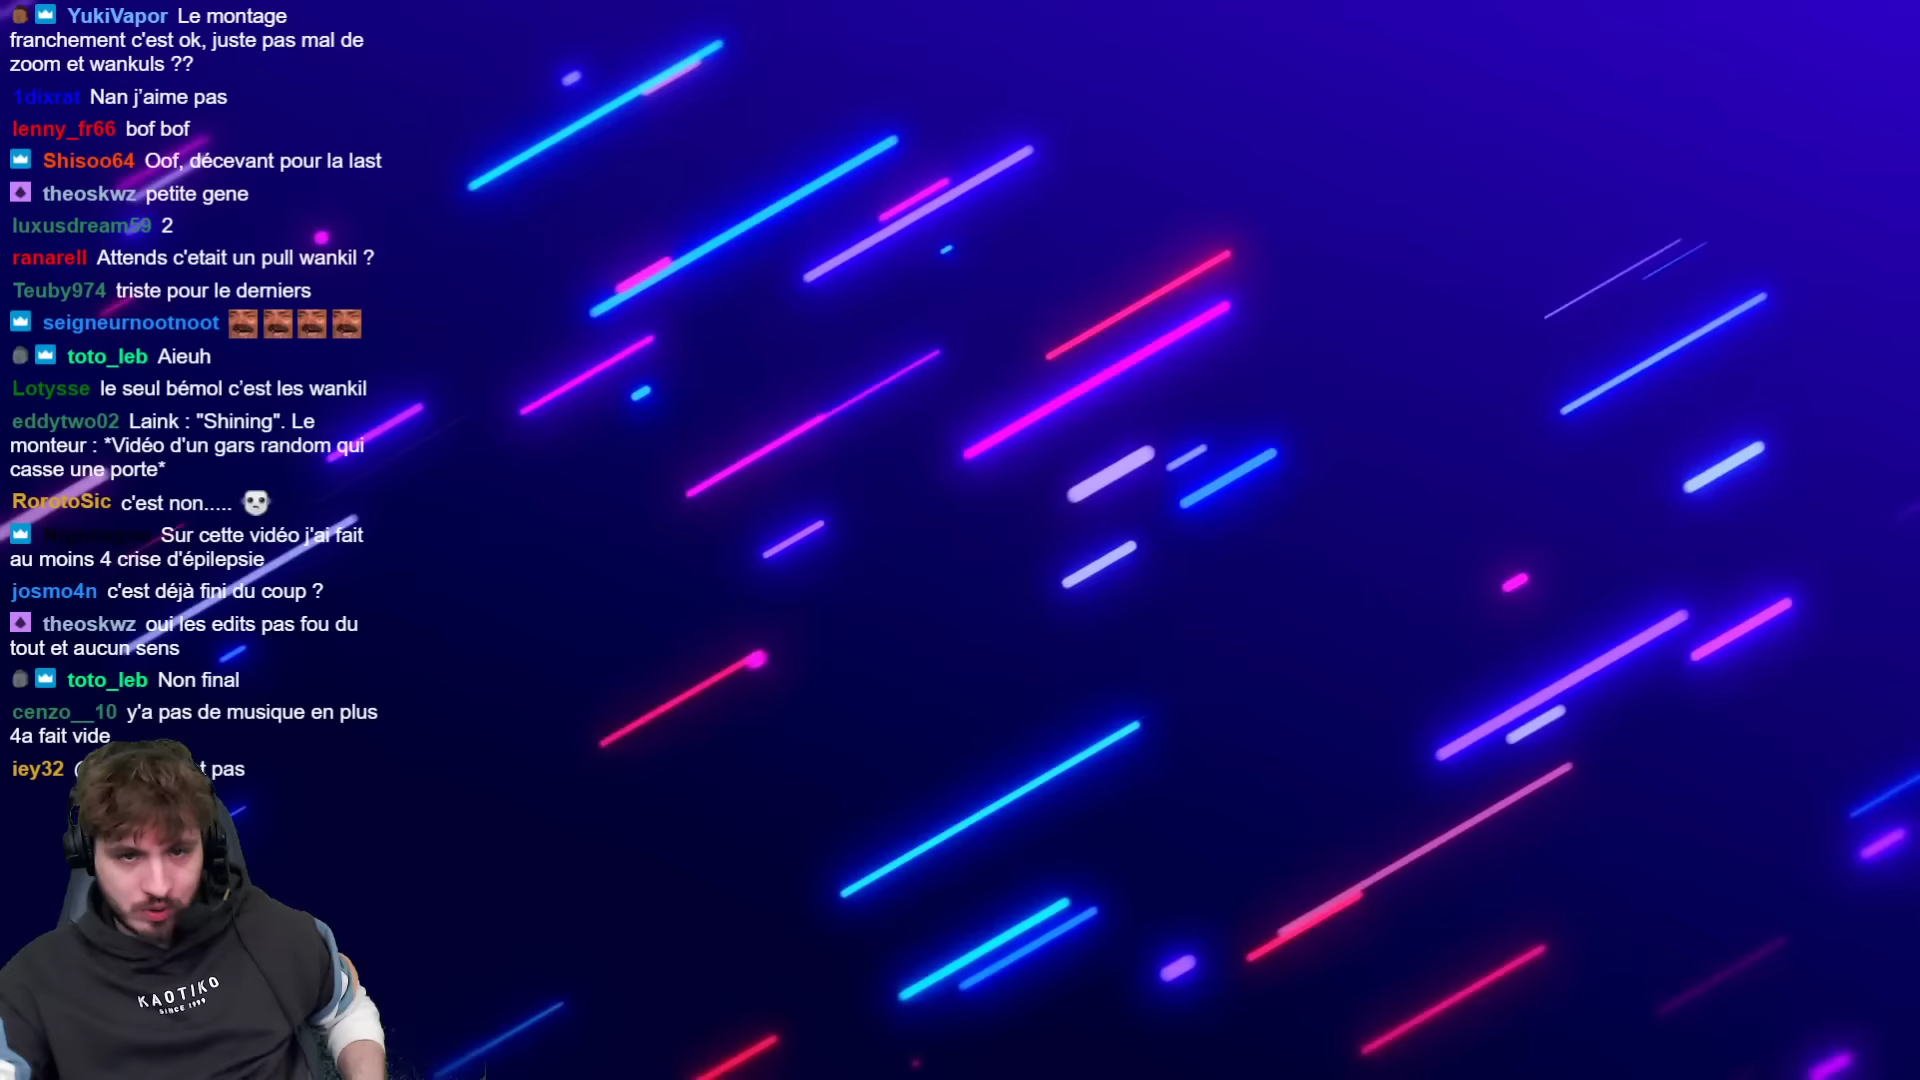 YukiVapor Le montage
franchement c'est ok, juste pas mal de
zoom et wankuls ??
1dixrat Nan j'aime pas
lenny_fr66 bof bof
Shisoo64 Oof, décevant pour la last
theoskwz petite gene
luxusdream59 2
ranarell Attends c'etait un pull wankil ?
Teuby974 triste pour le derniers
seigneurnootnoot
toto_leb Aieuh
Lotysse le seul bémol c'est les wankil
eddytwo02 Laink : "Shining". Le
monteur : *Vidéo d'un gars random qui
casse une porte*
RorotoSic c'est non.....
Sur cette vidéo j'ai fait
au moins 4 crise d'épilepsie
josmo4n c'est déjà fini du coup ?
theoskwz oui les edits pas fou du
tout et aucun sens
toto_leb Non final
cenzo__10 y'a pas de musique en plus
4a fait vide
iey32 pas
KAOTIKO
SINCE 1999